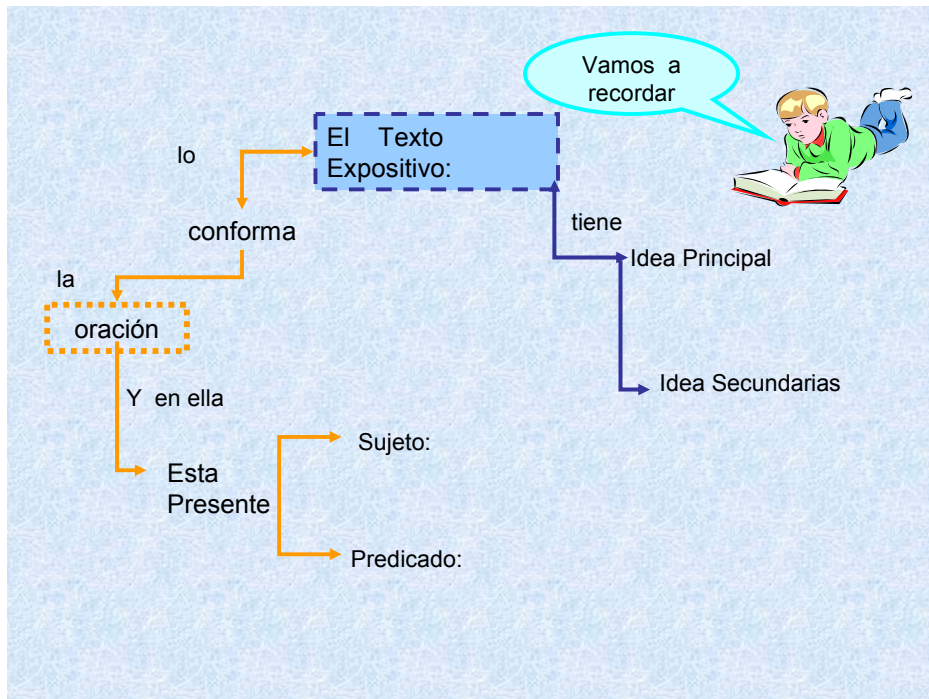 Vamos a
recordar
El Texto
Expositivo:
lo
conforma
la
oración
Y en ella
Esta
Presente
Sujeto:
Predicado:
tiene
Idea Principal
Idea Secundarias